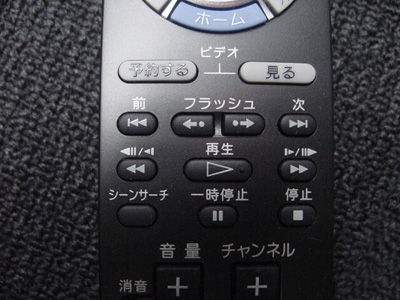 ホーム
ビデオ
予約する 見る
前 フラッシュ 次
再生
シーンサーチ 一時停止 停止
音量 チャンネル
消音 + +